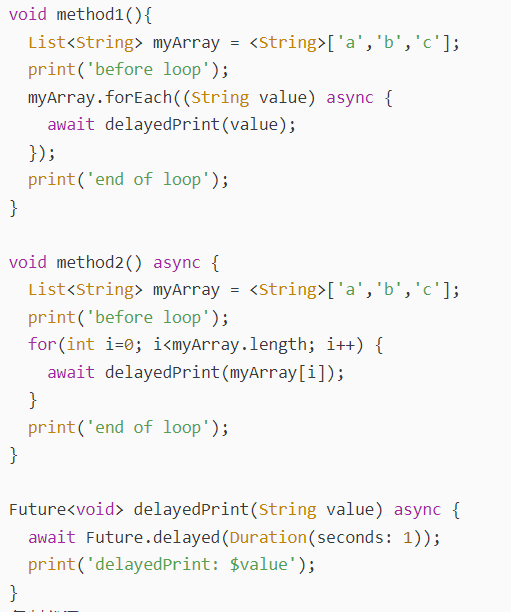 void method1(){
  List<String> myArray = <String>['a','b','c'];
  print('before loop');
  myArray.forEach((String value) async {
    await delayedPrint(value);
  });
  print('end of loop');
}

void method2() async {
  List<String> myArray = <String>['a','b','c'];
  print('before loop');
  for(int i=0; i<myArray.length; i++) {
    await delayedPrint(myArray[i]);
  }
  print('end of loop');
}

Future<void> delayedPrint(String value) async {
  await Future.delayed(Duration(seconds: 1));
  print('delayedPrint: $value');
}